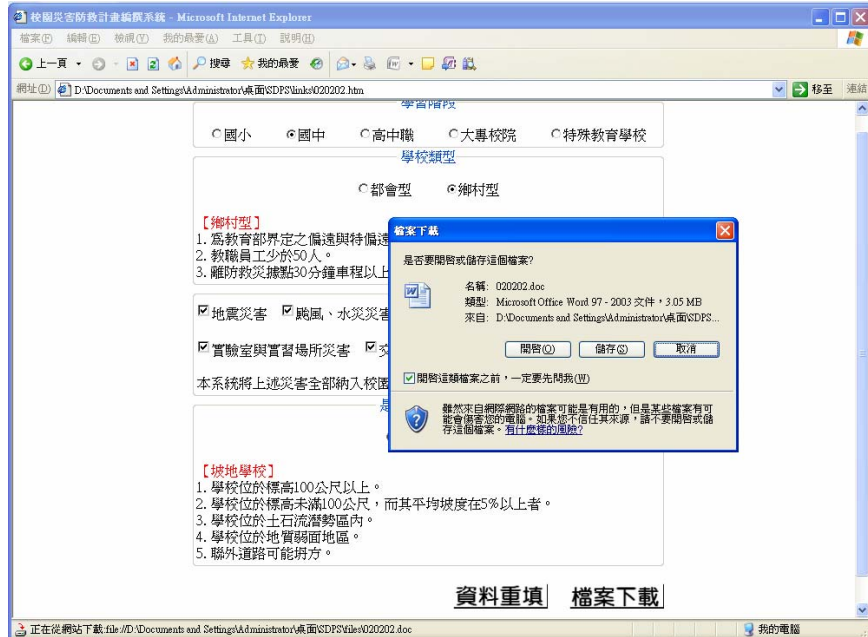 校園災害防救計畫編撰系統 - Microsoft Internet Explorer
檔案(F) 編輯(E) 檢視(V) 我的最愛(A) 工具(T) 說明(H)
上一頁 搜尋 我的最愛
網址(D) D:\Documents and Settings\Administrator\桌面\SDPS\links\020202.htm 移至 連結
學習階段
國小 國中 高中職 大專校院 特殊教育學校
學校類型
都會型 鄉村型
【鄉村型】
1. 為教育部界定之偏遠與特偏遠
2. 教職員工少於50人。
3. 離防救災據點30分鐘車程以上
地震災害 颱風、水災災害
實驗室與實習場所災害 交
本系統將上述災害全部納入校園
是
【坡地學校】
1. 學校位於標高100公尺以上。
2. 學校位於標高未滿100公尺，而其平均坡度在5%以上者。
3. 學校位於土石流潛勢區內。
4. 學校位於地質弱面地區。
5. 聯外道路可能坍方。
資料重填 檔案下載
檔案下載
是否要開啟或儲存這個檔案?
名稱: 020202.doc
類型: Microsoft Office Word 97 - 2003 文件，3.05 MB
來自: D:\Documents and Settings\Administrator\桌面\SDPS...
開啟(O) 儲存(S) 取消
開啟這類檔案之前，一定要先問我(W)
雖然來自網際網路的檔案可能是有用的，但是某些檔案有可
能會傷害您的電腦。如果您不信任其來源，請不要開啟或儲
存這個檔案。有什麼樣的風險?
正在從網站下載:file://D:\Documents and Settings\Administrator\桌面\SDPS\files\020202.doc 我的電腦